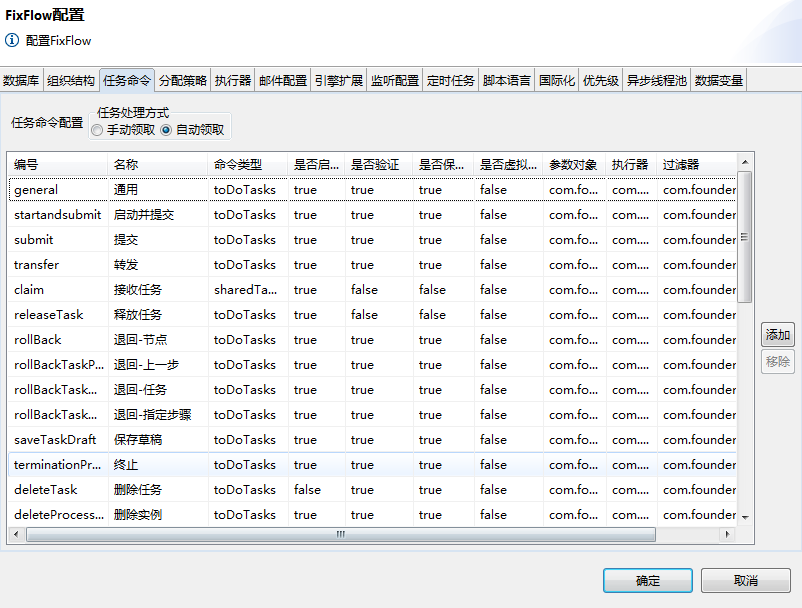 FixFlow配置
配置FixFlow
数据库 组织结构 任务命令 分配策略 执行器 邮件配置 引擎扩展 监听配置 定时任务 脚本语言 国际化 优先级 异步线程池 数据变量
任务处理方式
任务命令配置 手动领取 自动领取
编号 名称 命令类型 是否启... 是否验证 是否保... 是否虚拟... 参数对象 执行器 过滤器
general 通用 toDoTasks true true true false com.fo... com.... com.founder
startandsubmit 启动并提交 toDoTasks true true true false com.fo... com.... com.founder
submit 提交 toDoTasks true true true false com.fo... com.... com.founder
transfer 转发 toDoTasks true true true false com.fo... com.... com.founder
claim 接收任务 sharedTa... true false false false com.fo... com.... com.founder
releaseTask 释放任务 toDoTasks true false false false com.fo... com.... com.founder
rollBack 退回-节点 toDoTasks true true true false com.fo... com.... com.founder
rollBackTaskP... 退回-上一步 toDoTasks true true true false com.fo... com.... com.founder
rollBackTask... 退回-任务 toDoTasks true true true false com.fo... com.... com.founder
rollBackTask... 退回-指定步骤 toDoTasks true true true false com.fo... com.... com.founder
saveTaskDraft 保存草稿 toDoTasks true true true false com.fo... com.... com.founder
terminationPr... 终止 toDoTasks true true true false com.fo... com.... com.founder
deleteTask 删除任务 toDoTasks false true true false com.fo... com.... com.founder
deleteProcess... 删除实例 toDoTasks true true true false com.fo... com.... com.founder
添加
移除
确定 取消